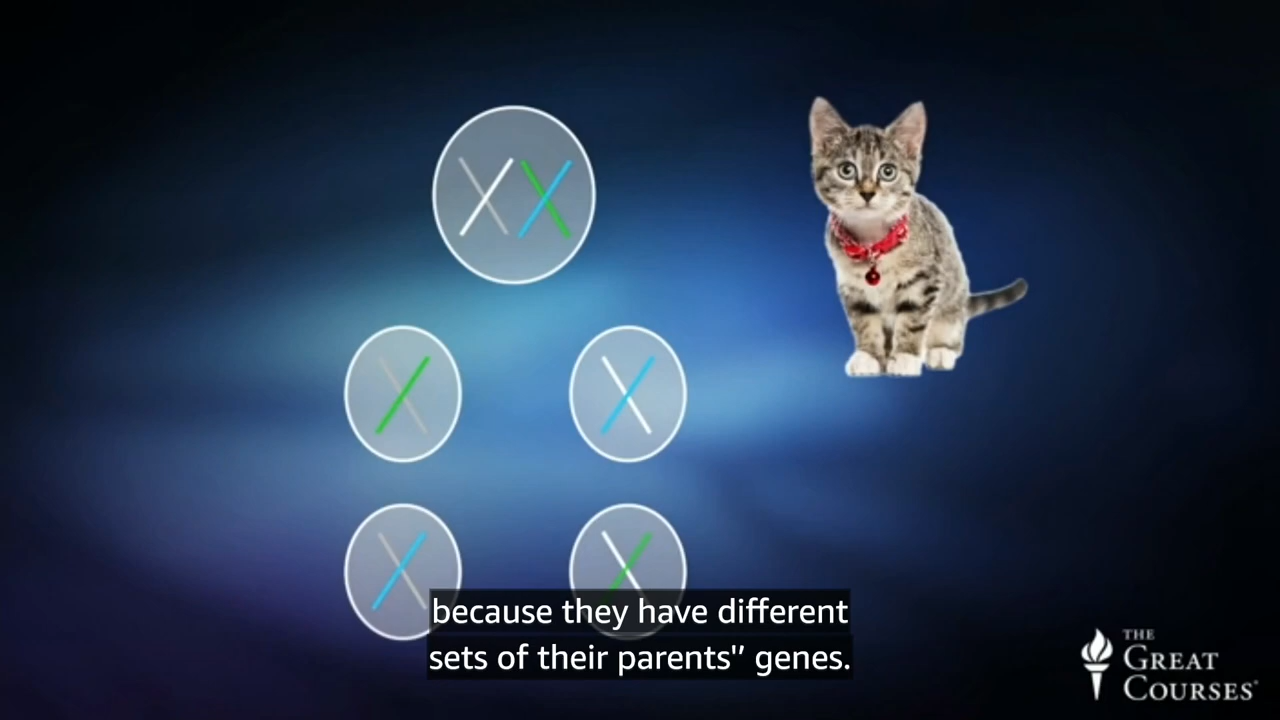 because they have different
sets of their parents'' genes.
THE
GREAT
COURSES